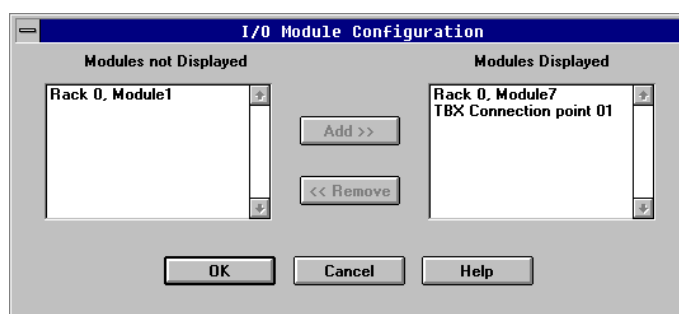 I/O Module Configuration
Modules not Displayed
Modules Displayed
Rack 0, Module1
Rack 0, Module7
TBX Connection point 01
Add >>
<< Remove
OK
Cancel
Help